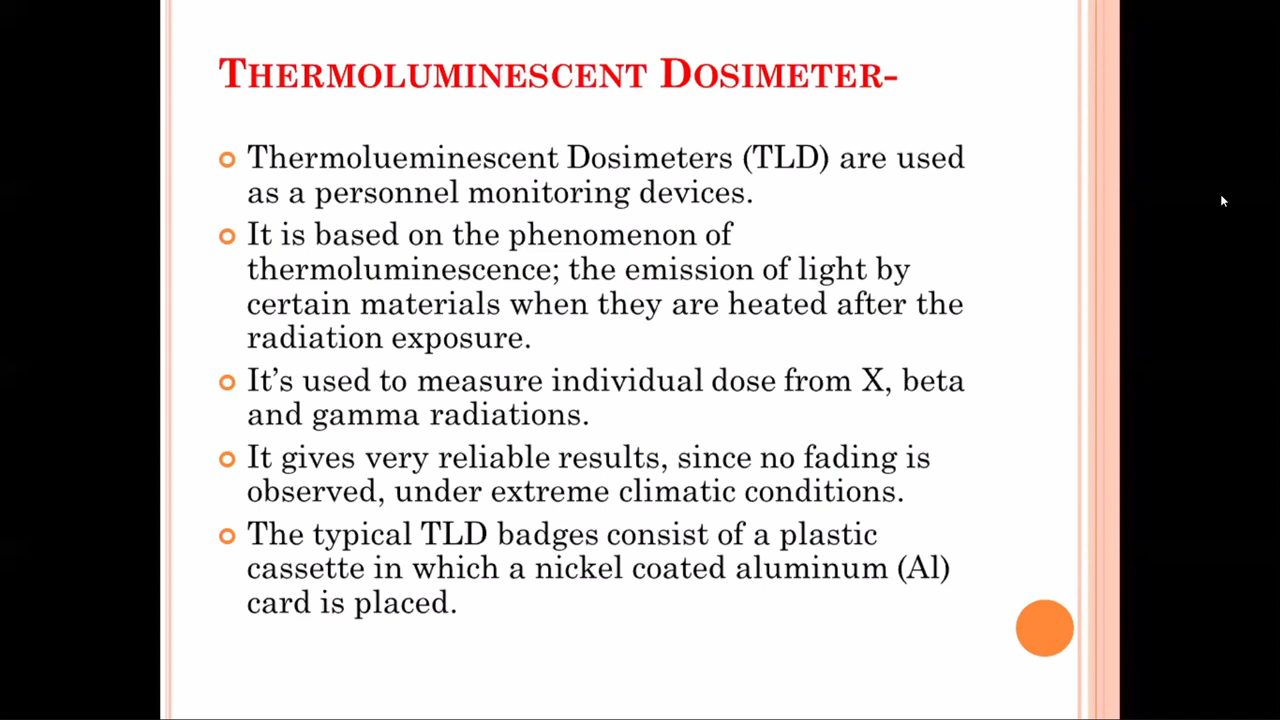 THERMOLUMINESCENT DOSIMETER-
Thermolueminescent Dosimeters (TLD) are used
as a personnel monitoring devices.
It is based on the phenomenon of
thermoluminescence; the emission of light by
certain materials when they are heated after the
radiation exposure.
It’s used to measure individual dose from X, beta
and gamma radiations.
It gives very reliable results, since no fading is
observed, under extreme climatic conditions.
The typical TLD badges consist of a plastic
cassette in which a nickel coated aluminum (Al)
card is placed.